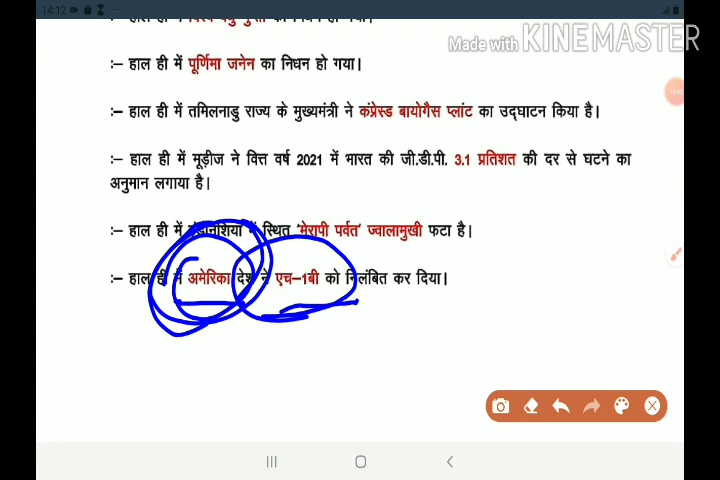 14:12
Made with KINEMASTER
:– हाल ही में पूर्णिमा जनेन का निधन हो गया।
:– हाल ही में तमिलनाडु राज्य के मुख्यमंत्री ने कंप्रेस्ड बायोगैस प्लांट का उद्घाटन किया है।
:– हाल ही में मूडीज ने वित्त वर्ष 2021 में भारत की जी.डी.पी. 3.1 प्रतिशत की दर से घटने का
अनुमान लगाया है।
:– हाल ही में इंडोनेशिया में स्थित 'मेरापी पर्वत' ज्वालामुखी फटा है।
:– हाल ही में अमेरिका देश ने एच–1बी को निलंबित कर दिया।